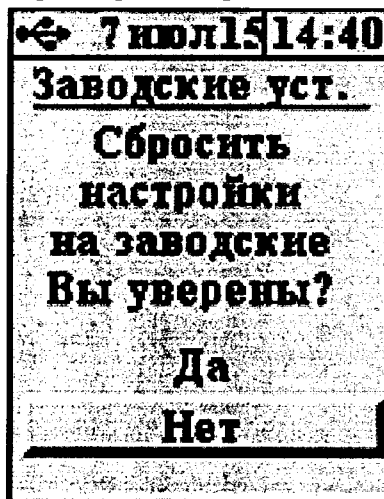 7 июл15 14:40
Заводские уст.
Сбросить
настройки
на заводские
Вы уверены?
Да
Нет